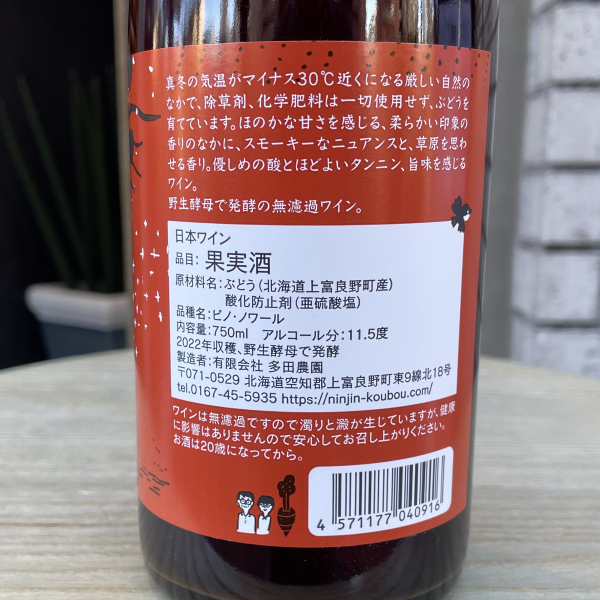 真冬の気温がマイナス30℃近くになる厳しい自然の
なかで、除草剤、化学肥料は一切使用せず、ぶどうを
育てています。ほのかな甘さを感じる、柔らかい印象の
香りのなかに、スモーキーなニュアンスと、草原を思わ
せる香り。優しめの酸とほどよいタンニン、旨味を感じる
ワイン。
野生酵母で発酵の無濾過ワイン。
日本ワイン
品目：果実酒
原材料名：ぶどう（北海道上富良野町産）
酸化防止剤（亜硫酸塩）
品種名：ピノ・ノワール
内容量：750ml アルコール分：11.5度
2022年収穫、野生酵母で発酵
製造者：有限会社 多田農園
〒071-0529 北海道空知郡上富良野町東9線北18号
tel.0167-45-5935 https://ninjin-koubou.com/
ワインは無濾過ですので濁りと澱が生じていますが、健康
に影響はありませんので安心してお召し上がりください。
お酒は20歳になってから。
4 571177 040916